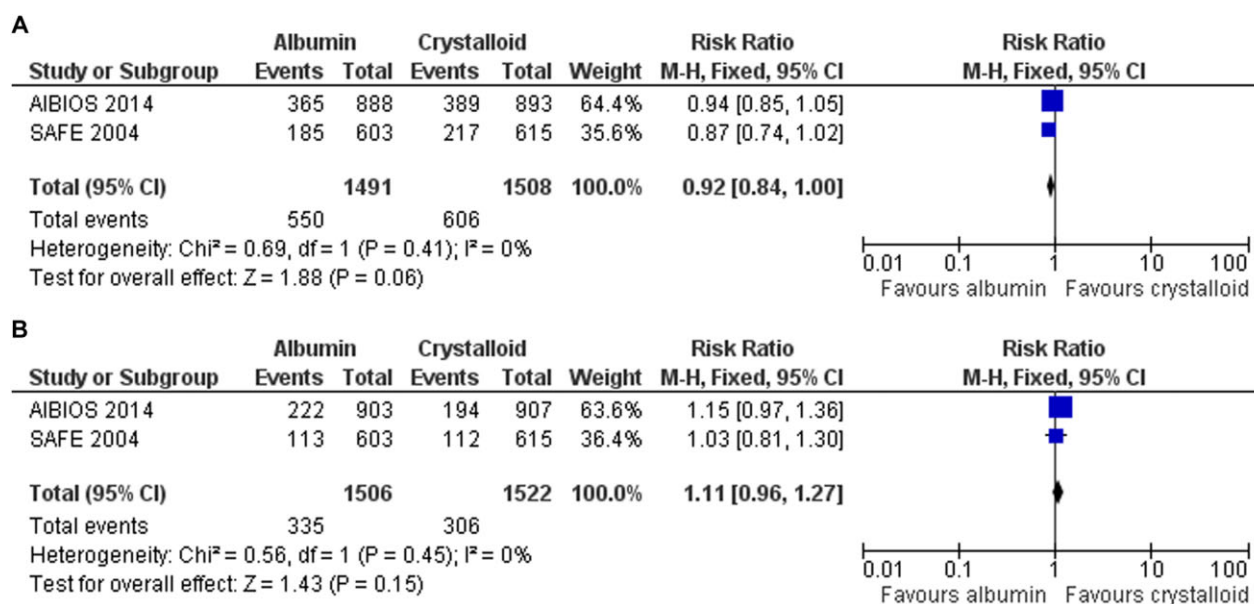 A
Albumin Crystalloid Risk Ratio Risk Ratio
Study or Subgroup Events Total Events Total Weight M-H, Fixed, 95% CI M-H, Fixed, 95% CI
AIBIOS 2014 365 888 389 893 64.4% 0.94 [0.85, 1.05]
SAFE 2004 185 603 217 615 35.6% 0.87 [0.74, 1.02]
Total (95% CI) 1491 1508 100.0% 0.92 [0.84, 1.00]
Total events 550 606
Heterogeneity: Chi² = 0.69, df = 1 (P = 0.41); I² = 0%
Test for overall effect: Z = 1.88 (P = 0.06)
0.01 0.1 1 10 100
Favours albumin Favours crystalloid
B
Albumin Crystalloid Risk Ratio Risk Ratio
Study or Subgroup Events Total Events Total Weight M-H, Fixed, 95% CI M-H, Fixed, 95% CI
AIBIOS 2014 222 903 194 907 63.6% 1.15 [0.97, 1.36]
SAFE 2004 113 603 112 615 36.4% 1.03 [0.81, 1.30]
Total (95% CI) 1506 1522 100.0% 1.11 [0.96, 1.27]
Total events 335 306
Heterogeneity: Chi² = 0.56, df = 1 (P = 0.45); I² = 0%
Test for overall effect: Z = 1.43 (P = 0.15)
0.01 0.1 1 10 100
Favours albumin Favours crystalloid